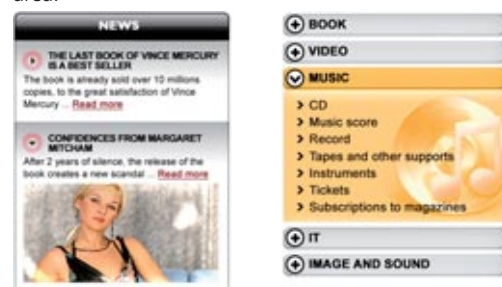 area.
NEWS
THE LAST BOOK OF VINCE MERCURY
IS A BEST SELLER
The book is already sold over 10 millions
copies, to the great satisfaction of Vince
Mercury ... Read more
CONFIDENCES FROM MARGARET
MITCHAM
After 2 years of silence, the release of the
book creates a new scandal ... Read more
BOOK
VIDEO
MUSIC
CD
Music score
Record
Tapes and other supports
Instruments
Tickets
Subscriptions to magazines
IT
IMAGE AND SOUND